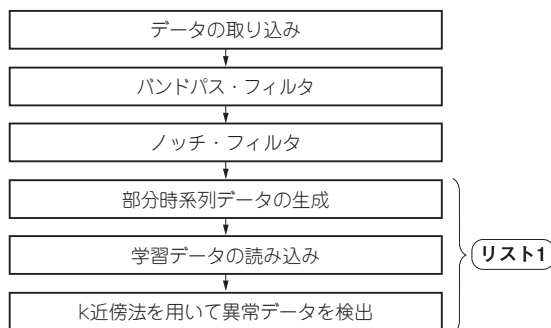 データの取り込み
バンドパス・フィルタ
ノッチ・フィルタ
部分時系列データの生成
学習データの読み込み
k近傍法を用いて異常データを検出
リスト1